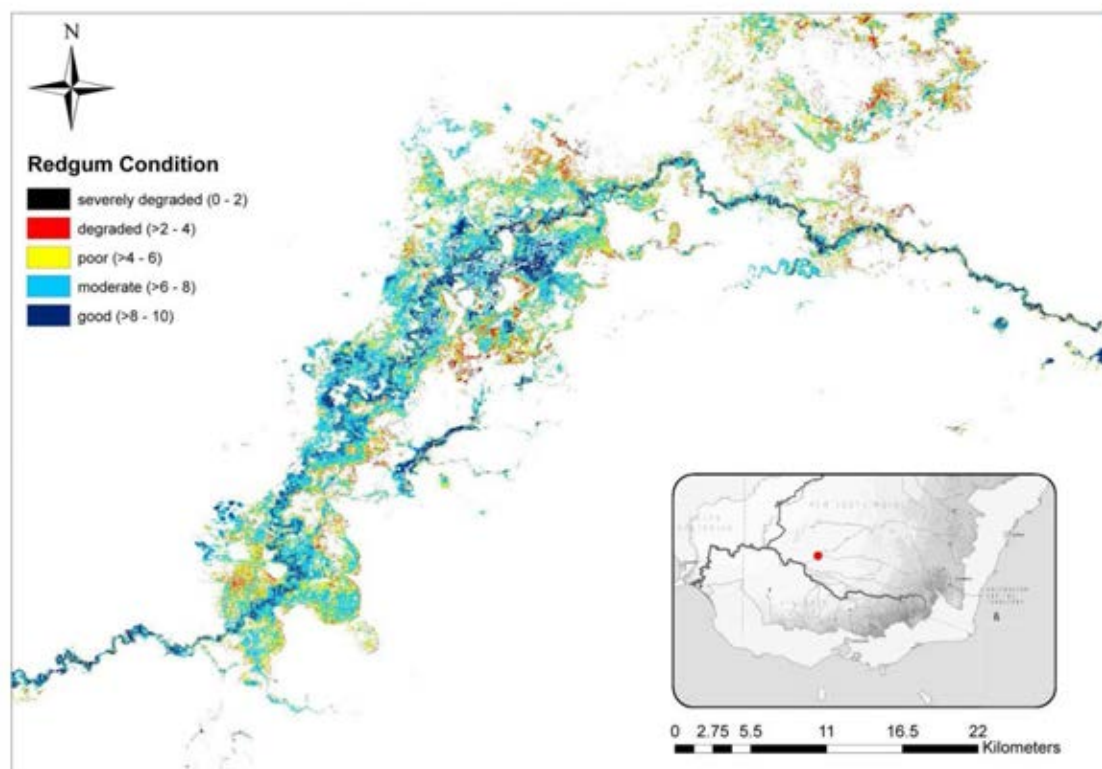 N
Redgum Condition
severely degraded (0 - 2)
degraded (>2 - 4)
poor (>4 - 6)
moderate (>6 - 8)
good (>8 - 10)
NEW SOUTH WALES
0 2.75 5.5 11 16.5 22
Kilometers